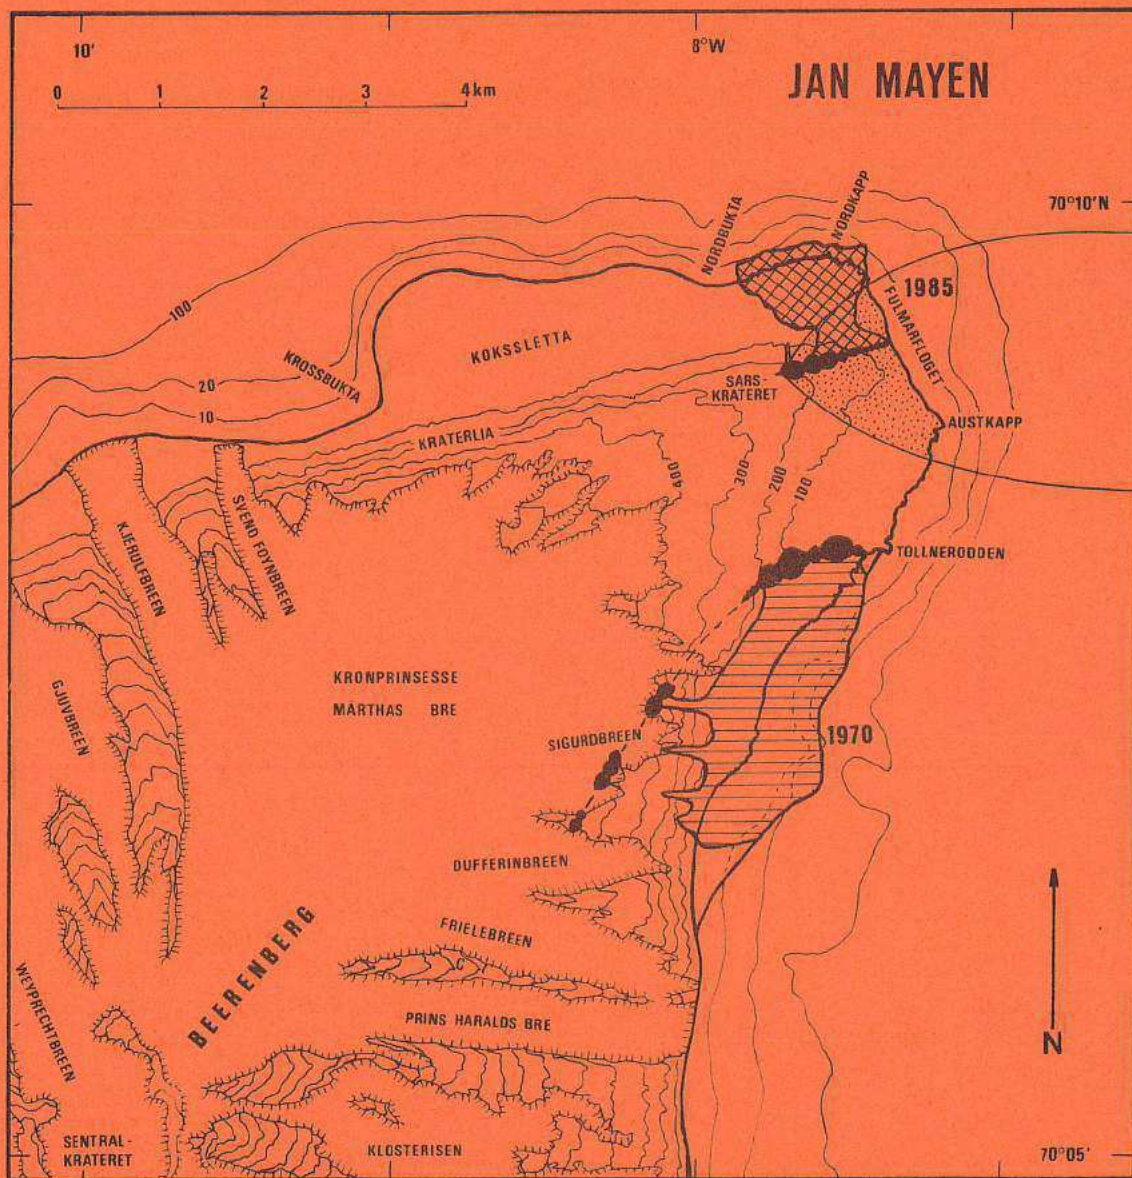 10'
8°W
JAN MAYEN
0 1 2 3 4 km
70°10'N
NORDBUKTA
NORDKAPP
1985
FULMARFLOGET
100
KOKSSLETTA
KROSSBUKTA
20
10
SARS-
KRATERET
AUSTKAPP
KRATERLIA
400
300
200
100
KJERULFBREEN
SVEND FOYNBREEN
TOLLNERODDEN
GJUVBREEN
KRONPRINSESSE
MÄRTHAS BRE
SIGURDBREEN
1970
DUFFERINBREEN
FRIELEBREEN
BEERENBERG
WEYPRECHTBREEN
PRINS HARALDS BRE
N
SENTRAL-
KRATERET
KLOSTERISEN
70°05'